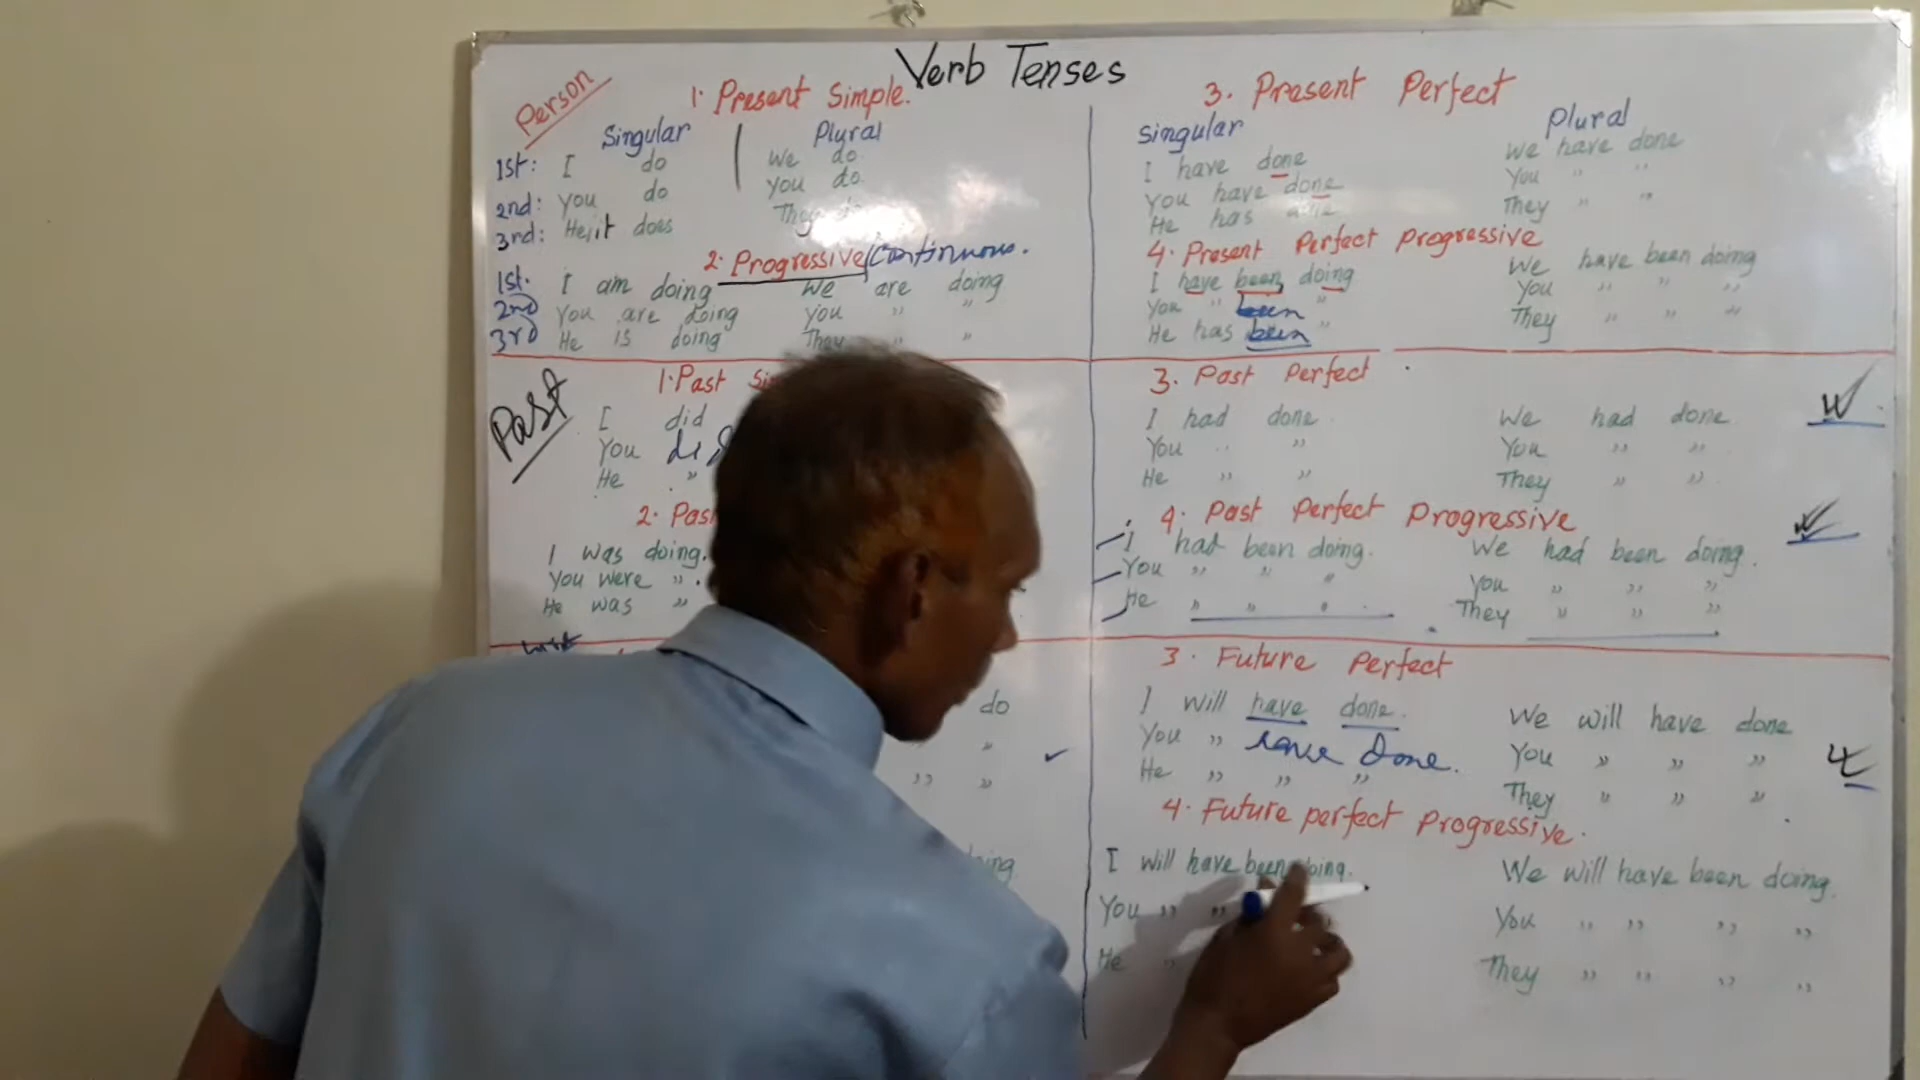 Verb Tenses
Person
1. Present Simple.
Singular Plural
1st: I do We do
2nd: You do You do
3rd: He, it does They do
2. Progressive/Continuous.
1st. I am doing We are doing
2nd You are doing You " "
3rd He is doing They " "
3. Present Perfect
Singular Plural
I have done We have done
You have done You " "
He has done They " "
4. Present Perfect Progressive
I have been doing We have been doing
You " been " You " " "
He has been " They " " "
Past
1. Past
I did
You did
He "
2. Past
I was doing.
You were ".
He was "
3. Past Perfect
I had done We had done
You " " You " "
He " " They " "
4. Past Perfect Progressive
I had been doing. We had been doing.
You " " " You " " "
He " " " They " " "
do
"
" "
3. Future Perfect
I will have done. We will have done
You " have Done. You " " "
He " " " They " " "
4. Future perfect Progressive.
I will have been We will have been doing.
You " " You " " " "
He " They " " " "